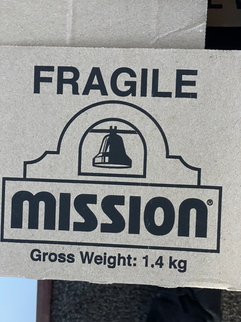 FRAGILE
MISSION®
Gross Weight: 1.4 kg